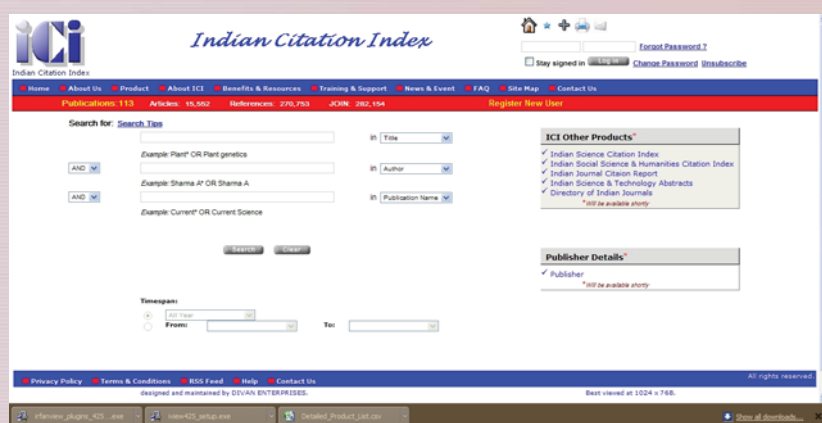 ici
Indian Citation Index
Indian Citation Index
Forgot Password ?
Stay signed in Log in Change Password Unsubscribe
Home About Us Product About ICI Benefits & Resources Training & Support News & Event FAQ Site Map Contact Us
Publications:113 Articles: 15,552 References: 270,753 JOIN: 282,154 Register New User
Search for: Search Tips
in Title
Example: Plant* OR Plant genetics
AND in Author
Example: Sharma A* OR Sharma A
AND in Publication Name
Example: Current* OR Current Science
Search Clear
Timespan:
All Year
From: To:
ICI Other Products*
Indian Science Citation Index
Indian Social Science & Humanities Citation Index
Indian Journal Citaion Report
Indian Science & Technology Abstracts
Directory of Indian Journals
*Will be available shortly
Publisher Details*
Publisher
*Will be available shortly
Privacy Policy Terms & Conditions RSS Feed Help Contact Us All rights reserved.
designed and maintained by DIVAN ENTERPRISES. Best viewed at 1024 x 768.
irfanview_plugins_425....exe iview425_setup.exe Detailed_Product_List.csv Show all downloads...